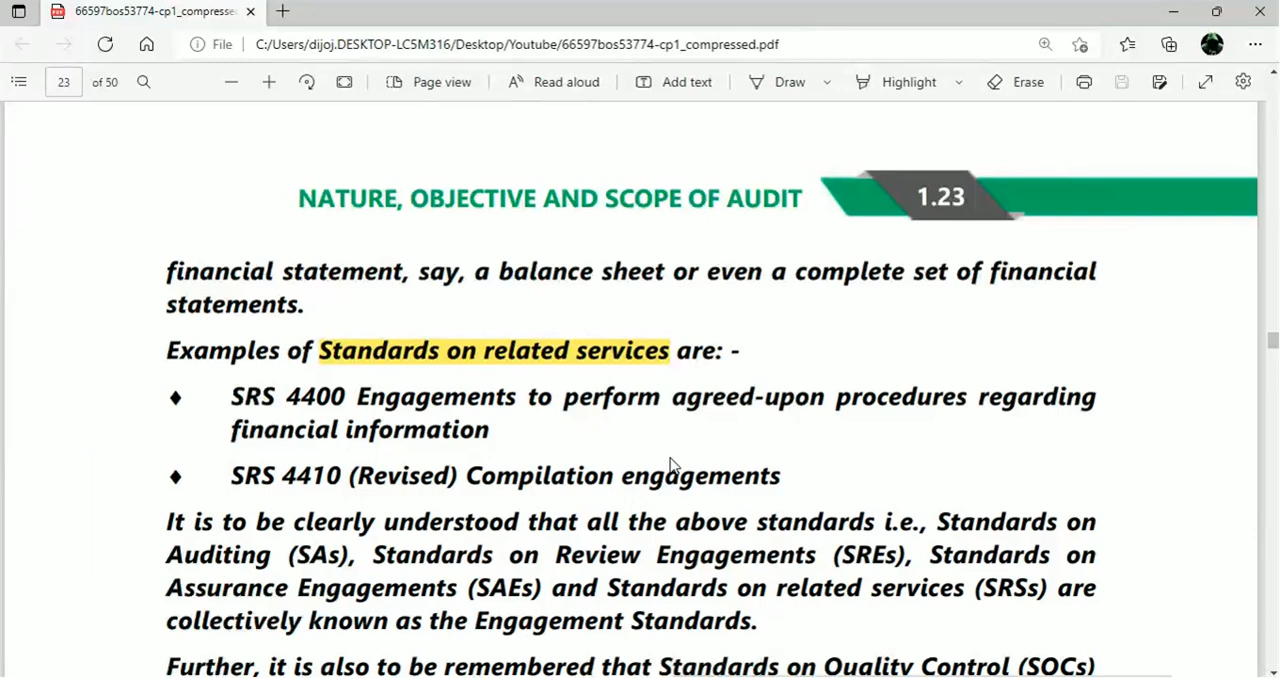 66597bos53774-cp1_compresse
File
C:/Users/dijoj.DESKTOP-LC5M316/Desktop/Youtube/66597bos53774-cp1_compressed.pdf
23 of 50
Page view
Read aloud
Add text
Draw
Highlight
Erase
NATURE, OBJECTIVE AND SCOPE OF AUDIT 1.23
financial statement, say, a balance sheet or even a complete set of financial
statements.
Examples of Standards on related services are: -
♦ SRS 4400 Engagements to perform agreed-upon procedures regarding
financial information
♦ SRS 4410 (Revised) Compilation engagements
It is to be clearly understood that all the above standards i.e., Standards on
Auditing (SAs), Standards on Review Engagements (SREs), Standards on
Assurance Engagements (SAEs) and Standards on related services (SRSs) are
collectively known as the Engagement Standards.
Further, it is also to be remembered that Standards on Quality Control (SQCs)